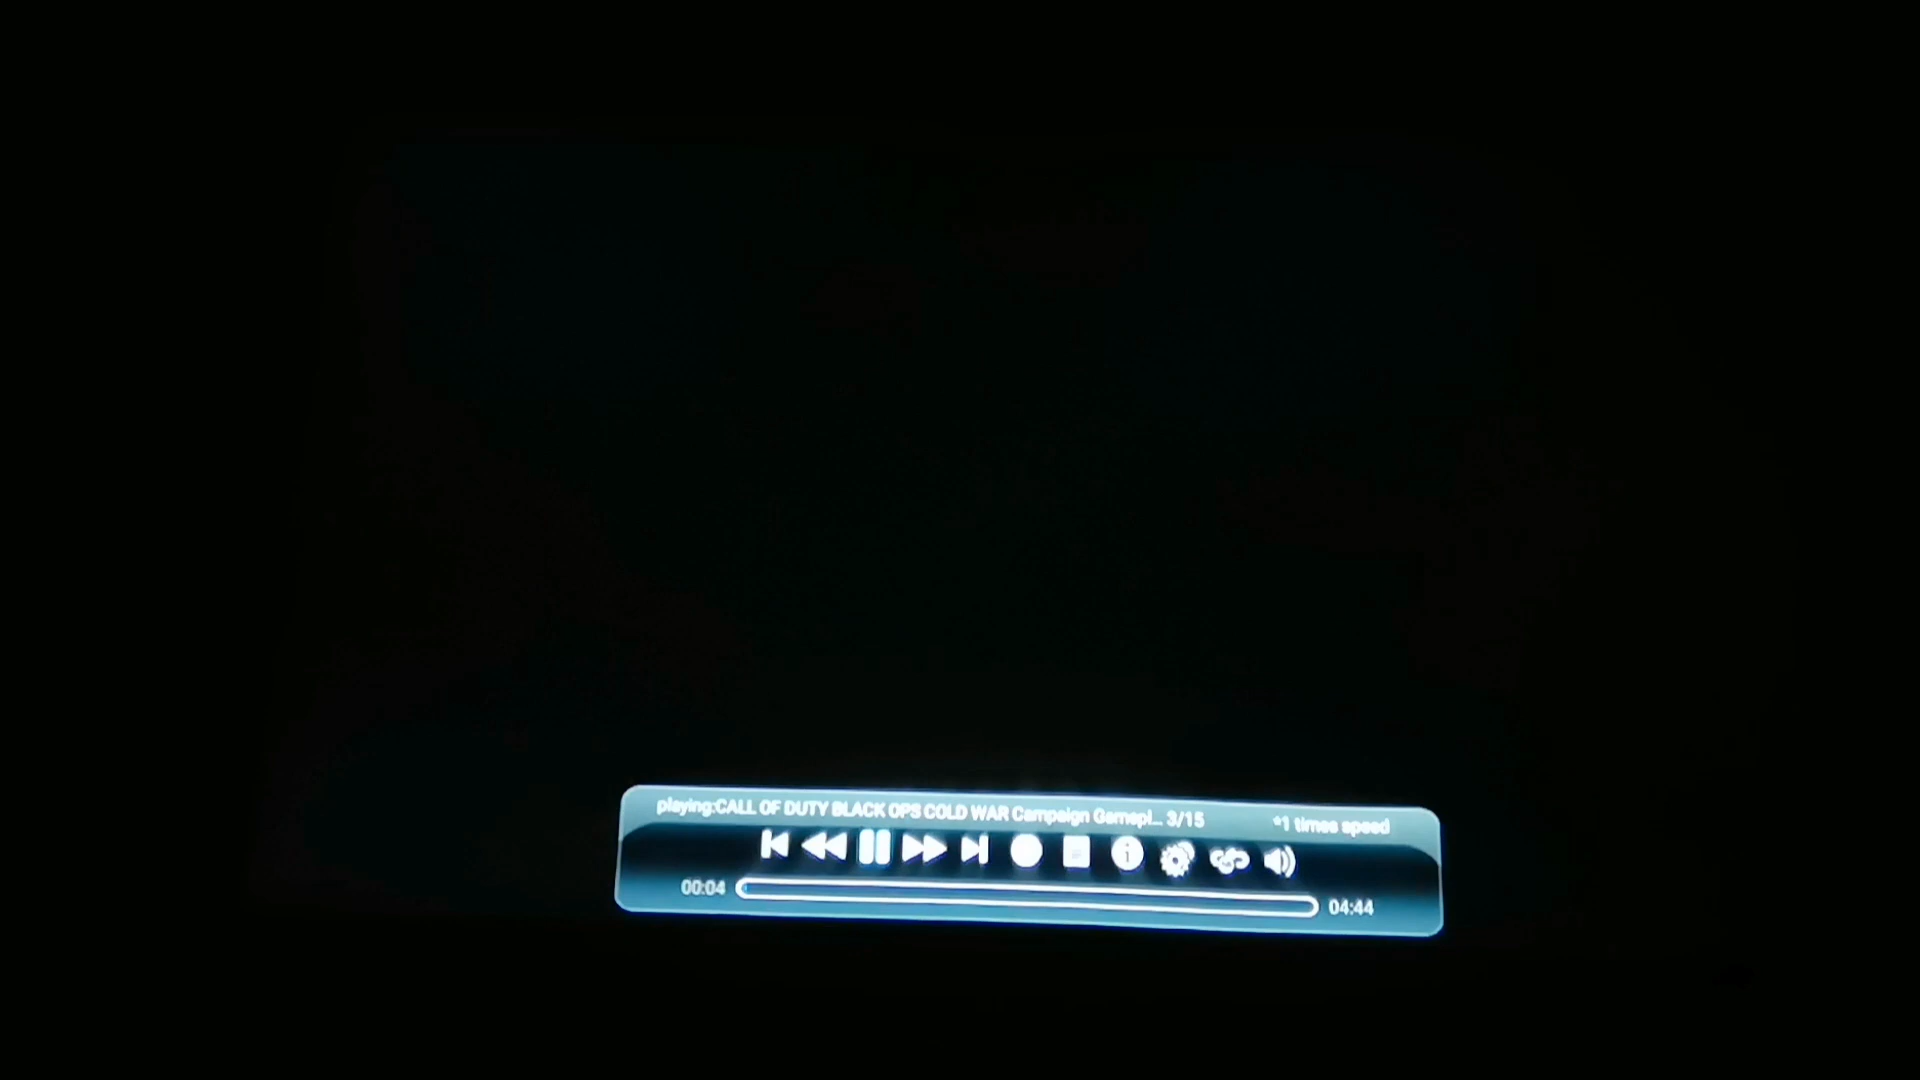 playing:CALL OF DUTY BLACK OPS COLD WAR Campaign Gamepl... 3/15
*1 times speed
00:04
04:44